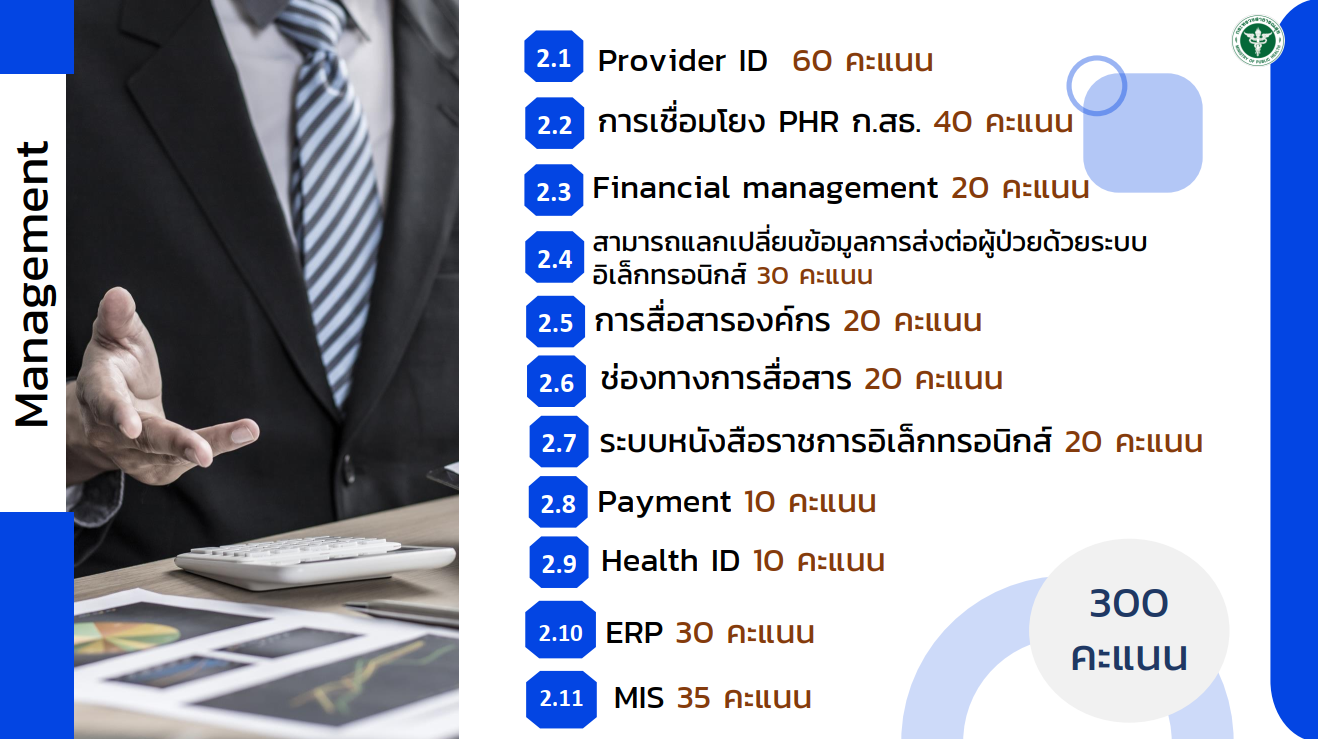 Management
2.1 Provider ID 60 คะแนน
2.2 การเชื่อมโยง PHR ก.สธ. 40 คะแนน
2.3 Financial management 20 คะแนน
2.4 สามารถแลกเปลี่ยนข้อมูลการส่งต่อผู้ป่วยด้วยระบบ
อิเล็กทรอนิกส์ 30 คะแนน
2.5 การสื่อสารองค์กร 20 คะแนน
2.6 ช่องทางการสื่อสาร 20 คะแนน
2.7 ระบบหนังสือราชการอิเล็กทรอนิกส์ 20 คะแนน
2.8 Payment 10 คะแนน
2.9 Health ID 10 คะแนน
2.10 ERP 30 คะแนน
2.11 MIS 35 คะแนน
300
คะแนน